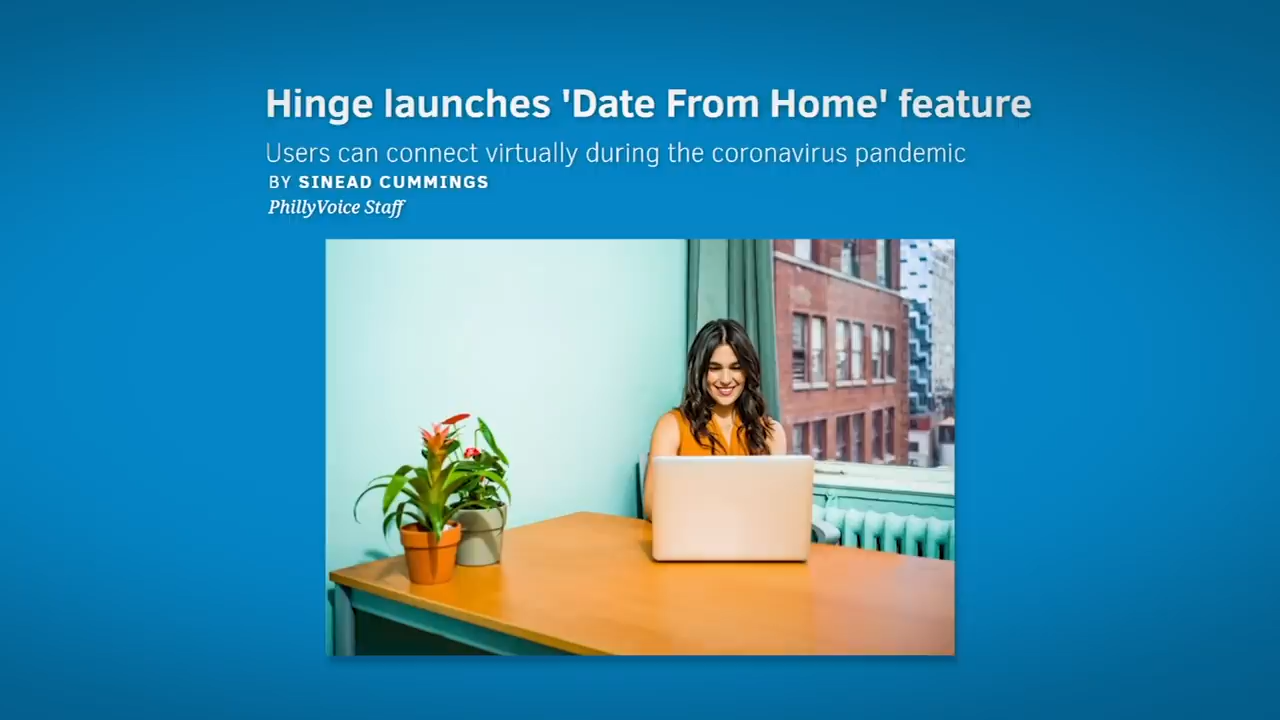 Hinge launches 'Date From Home' feature
Users can connect virtually during the coronavirus pandemic
BY SINEAD CUMMINGS
PhillyVoice Staff